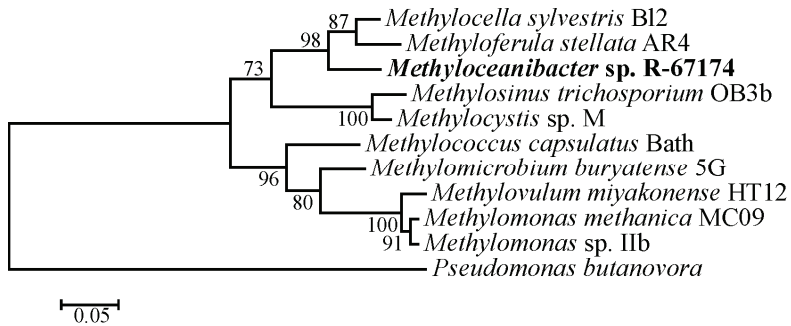 87
Methylocella sylvestris Bl2
98
Methyloferula stellata AR4
Methyloceanibacter sp. R-67174
73
Methylosinus trichosporium OB3b
100
Methylocystis sp. M
Methylococcus capsulatus Bath
96
Methylomicrobium buryatense 5G
80
Methylovulum miyakonense HT12
100
Methylomonas methanica MC09
91
Methylomonas sp. IIb
Pseudomonas butanovora
0.05